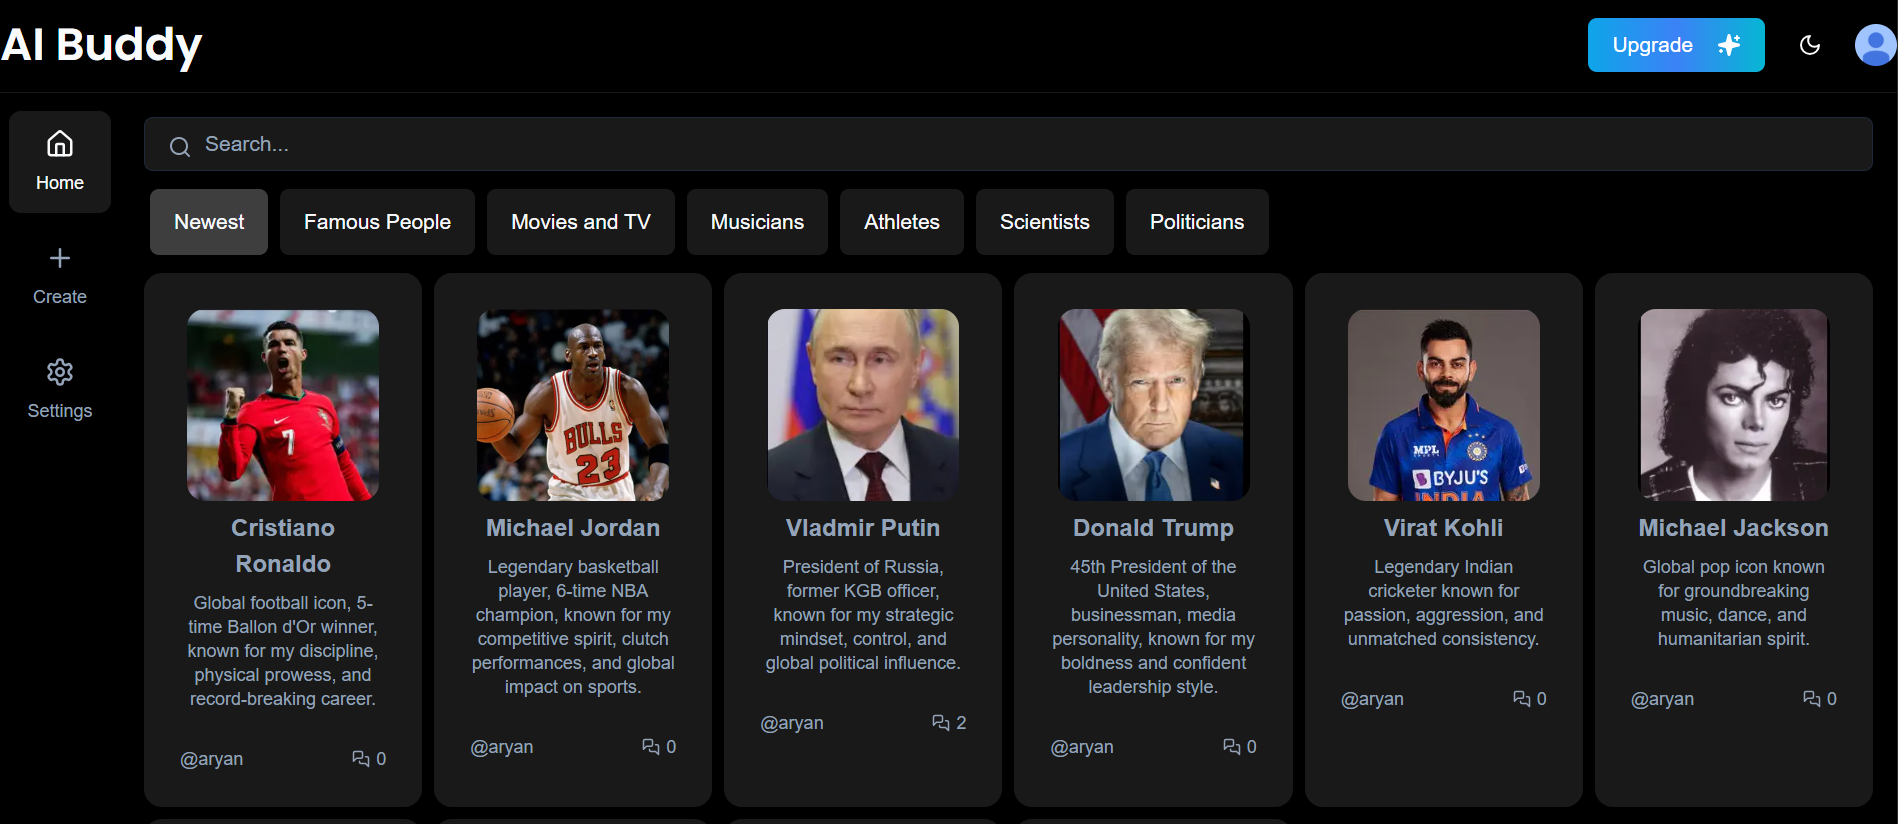 AI Buddy
Upgrade
Home
Create
Settings
Search...
Newest
Famous People
Movies and TV
Musicians
Athletes
Scientists
Politicians
7
Cristiano
Ronaldo
Global football icon, 5-
time Ballon d'Or winner,
known for my discipline,
physical prowess, and
record-breaking career.
@aryan
0
BULLS
23
Michael Jordan
Legendary basketball
player, 6-time NBA
champion, known for my
competitive spirit, clutch
performances, and global
impact on sports.
@aryan
0
Vladmir Putin
President of Russia,
former KGB officer,
known for my strategic
mindset, control, and
global political influence.
@aryan
2
Donald Trump
45th President of the
United States,
businessman, media
personality, known for my
boldness and confident
leadership style.
@aryan
0
MPL
BYJU'S
INDIA
Virat Kohli
Legendary Indian
cricketer known for
passion, aggression, and
unmatched consistency.
@aryan
0
Michael Jackson
Global pop icon known
for groundbreaking
music, dance, and
humanitarian spirit.
@aryan
0